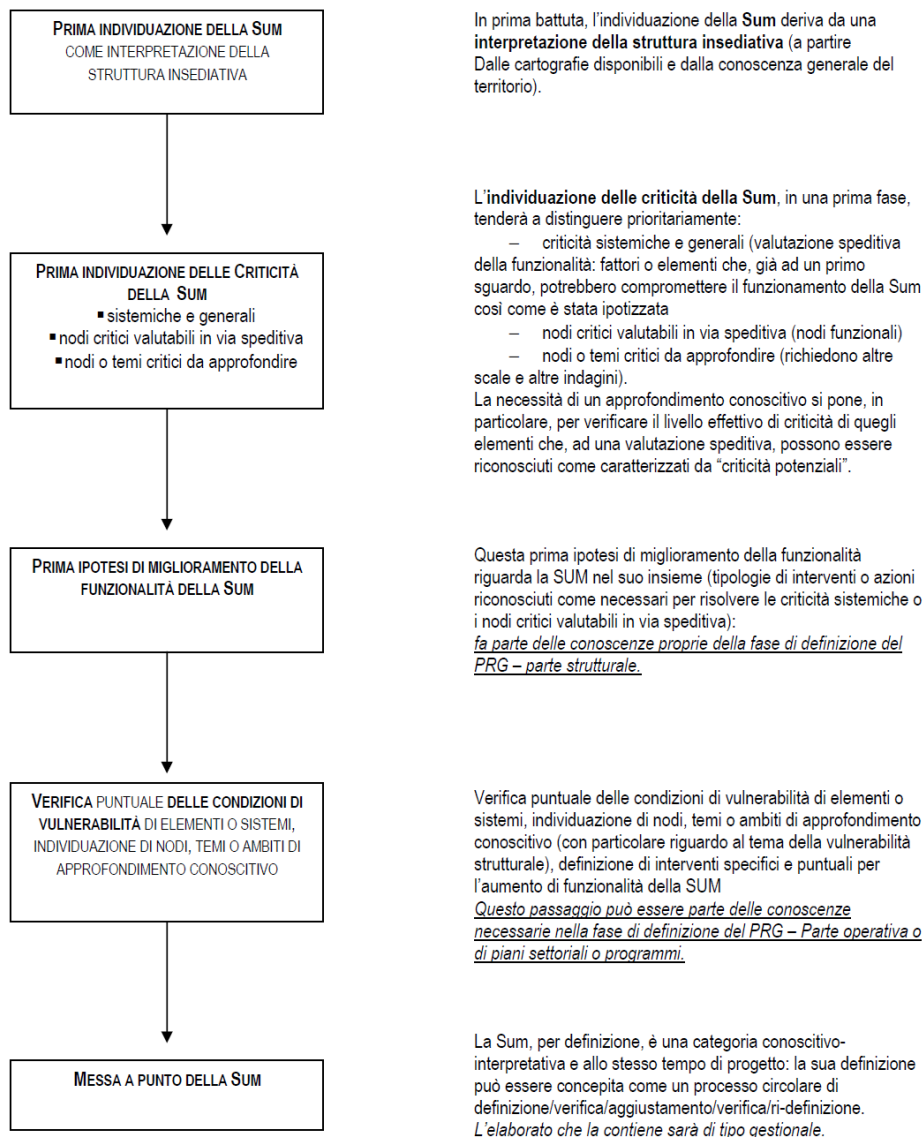 PRIMA INDIVIDUAZIONE DELLA SUM
COME INTERPRETAZIONE DELLA
STRUTTURA INSEDIATIVA
In prima battuta, l'individuazione della Sum deriva da una
interpretazione della struttura insediativa (a partire
Dalle cartografie disponibili e dalla conoscenza generale del
territorio).
PRIMA INDIVIDUAZIONE DELLE CRITICITÀ
DELLA SUM
▪ sistemiche e generali
▪ nodi critici valutabili in via speditiva
▪ nodi o temi critici da approfondire
L'individuazione delle criticità della Sum, in una prima fase,
tenderà a distinguere prioritariamente:
– criticità sistemiche e generali (valutazione speditiva
della funzionalità: fattori o elementi che, già ad un primo
sguardo, potrebbero compromettere il funzionamento della Sum
così come è stata ipotizzata
– nodi critici valutabili in via speditiva (nodi funzionali)
– nodi o temi critici da approfondire (richiedono altre
scale e altre indagini).
La necessità di un approfondimento conoscitivo si pone, in
particolare, per verificare il livello effettivo di criticità di quegli
elementi che, ad una valutazione speditiva, possono essere
riconosciuti come caratterizzati da "criticità potenziali".
PRIMA IPOTESI DI MIGLIORAMENTO DELLA
FUNZIONALITÀ DELLA SUM
Questa prima ipotesi di miglioramento della funzionalità
riguarda la SUM nel suo insieme (tipologie di interventi o azioni
riconosciuti come necessari per risolvere le criticità sistemiche o
i nodi critici valutabili in via speditiva):
fa parte delle conoscenze proprie della fase di definizione del
PRG – parte strutturale.
VERIFICA PUNTUALE DELLE CONDIZIONI DI
VULNERABILITÀ DI ELEMENTI O SISTEMI,
INDIVIDUAZIONE DI NODI, TEMI O AMBITI DI
APPROFONDIMENTO CONOSCITIVO
Verifica puntuale delle condizioni di vulnerabilità di elementi o
sistemi, individuazione di nodi, temi o ambiti di approfondimento
conoscitivo (con particolare riguardo al tema della vulnerabilità
strutturale), definizione di interventi specifici e puntuali per
l'aumento di funzionalità della SUM
Questo passaggio può essere parte delle conoscenze
necessarie nella fase di definizione del PRG – Parte operativa o
di piani settoriali o programmi.
MESSA A PUNTO DELLA SUM
La Sum, per definizione, è una categoria conoscitivo-
interpretativa e allo stesso tempo di progetto: la sua definizione
può essere concepita come un processo circolare di
definizione/verifica/aggiustamento/verifica/ri-definizione.
L'elaborato che la contiene sarà di tipo gestionale.